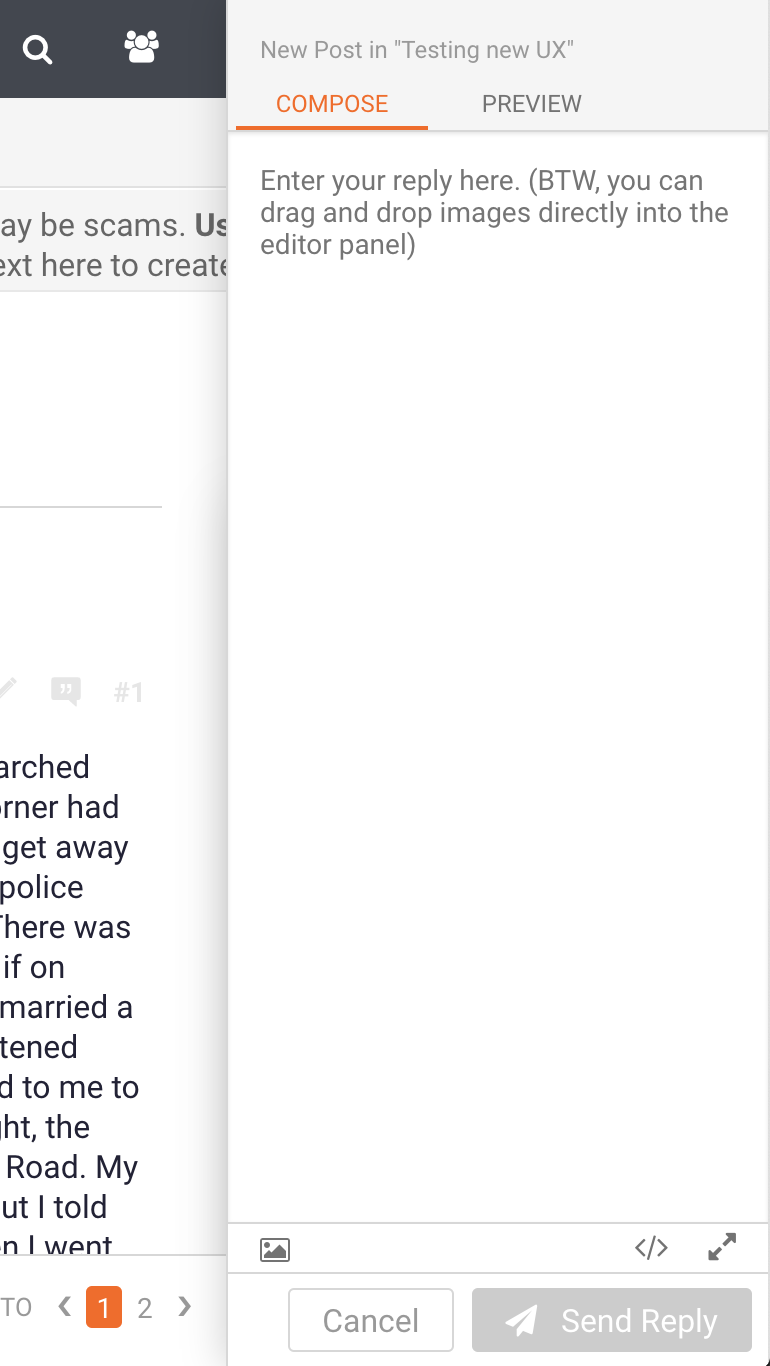 New Post in "Testing new UX"
COMPOSE PREVIEW
Enter your reply here. (BTW, you can
drag and drop images directly into the
editor panel)
Cancel
Send Reply
ay be scams. Us
ext here to create
#1
arched
orner had
get away
police
There was
if on
married a
tened
d to me to
ht, the
Road. My
ut I told
n I went
TO
1 2